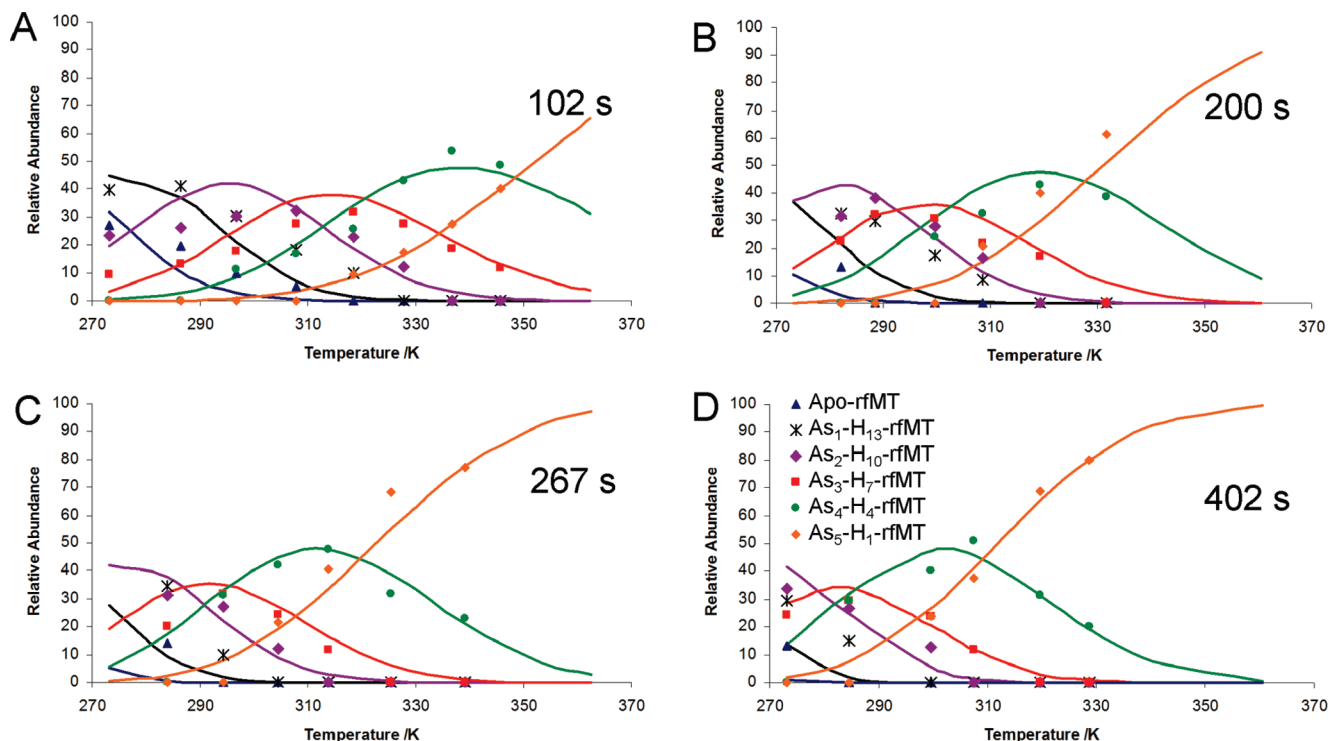 A
100
90
80
70
60
50
40
30
20
10
0
Relative Abundance
102 s
270 290 310 330 350 370
Temperature /K
B
100
90
80
70
60
50
40
30
20
10
0
Relative Abundance
200 s
270 290 310 330 350 370
Temperature /K
C
100
90
80
70
60
50
40
30
20
10
0
Relative Abundance
267 s
270 290 310 330 350 370
Temperature /K
D
100
90
80
70
60
50
40
30
20
10
0
Relative Abundance
Apo-rfMT
As₁-H₁₃-rfMT
As₂-H₁₀-rfMT
As₃-H₇-rfMT
As₄-H₄-rfMT
As₅-H₁-rfMT
402 s
270 290 310 330 350 370
Temperature /K